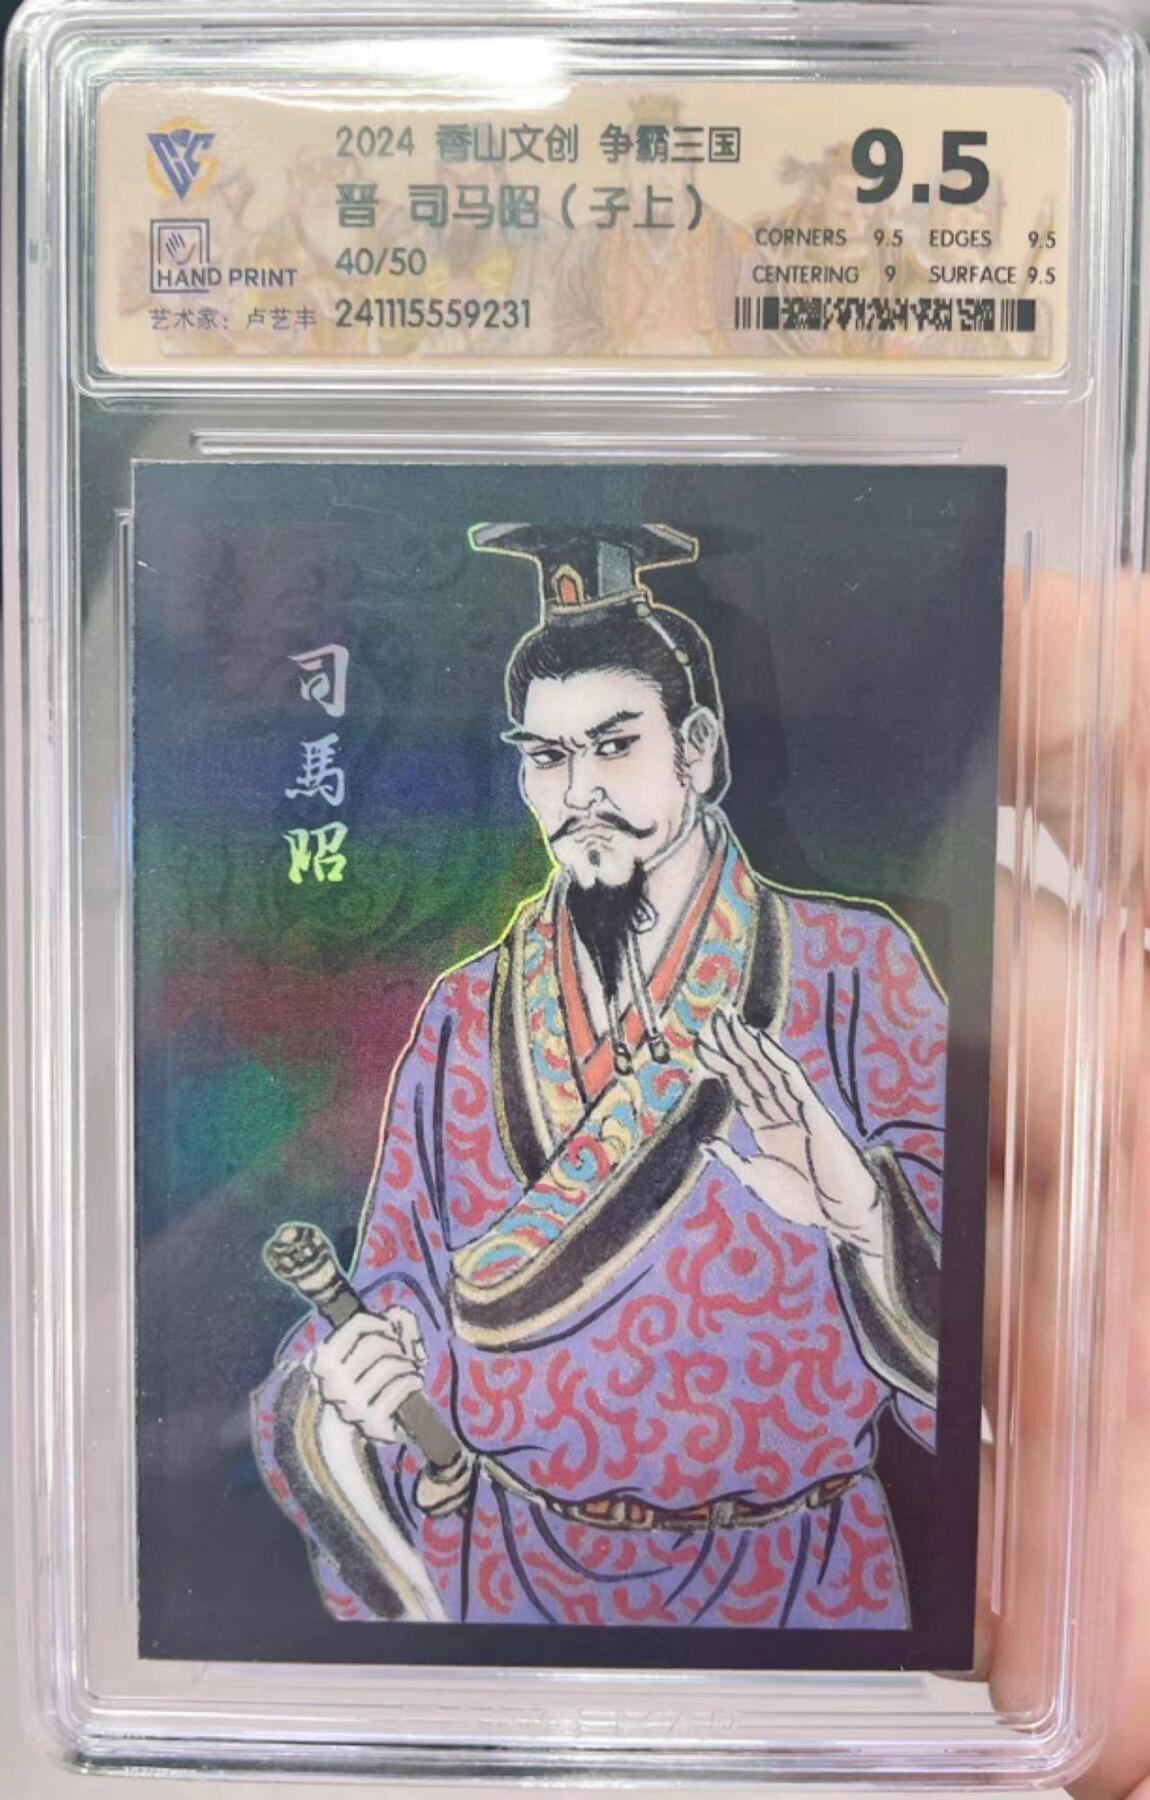 2024 香山文创 争霸三国
晋 司马昭（子上）
40/50
241115559231
HAND PRINT
艺术家：卢艺丰
9.5
CORNERS 9.5 EDGES 9.5
CENTERING 9 SURFACE 9.5
司馬昭